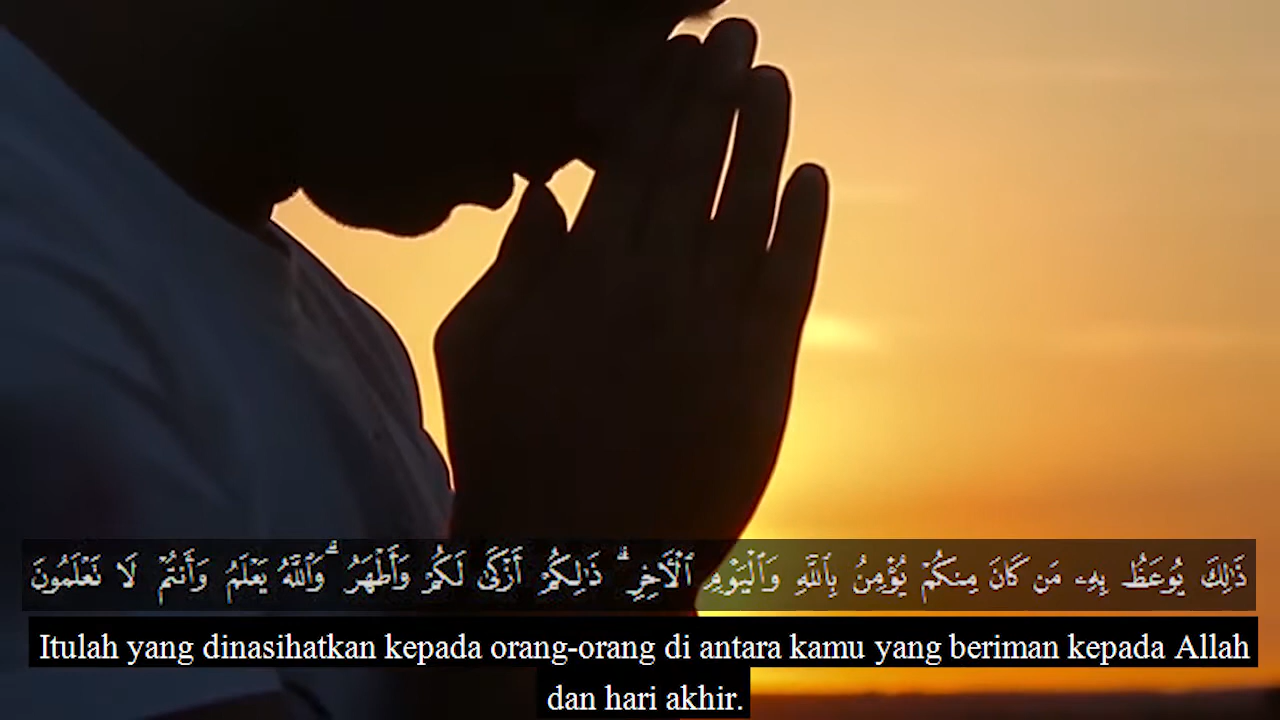 ذَٰلِكَ يُوعَظُ بِهِۦ مَن كَانَ مِنكُمْ يُؤْمِنُ بِٱللَّهِ وَٱلْيَوْمِ ٱلْـَٔاخِرِ ۗ ذَٰلِكُمْ أَزْكَىٰ لَكُمْ وَأَطْهَرُ ۗ وَٱللَّهُ يَعْلَمُ وَأَنتُمْ لَا تَعْلَمُونَ
Itulah yang dinasihatkan kepada orang-orang di antara kamu yang beriman kepada Allah
dan hari akhir.